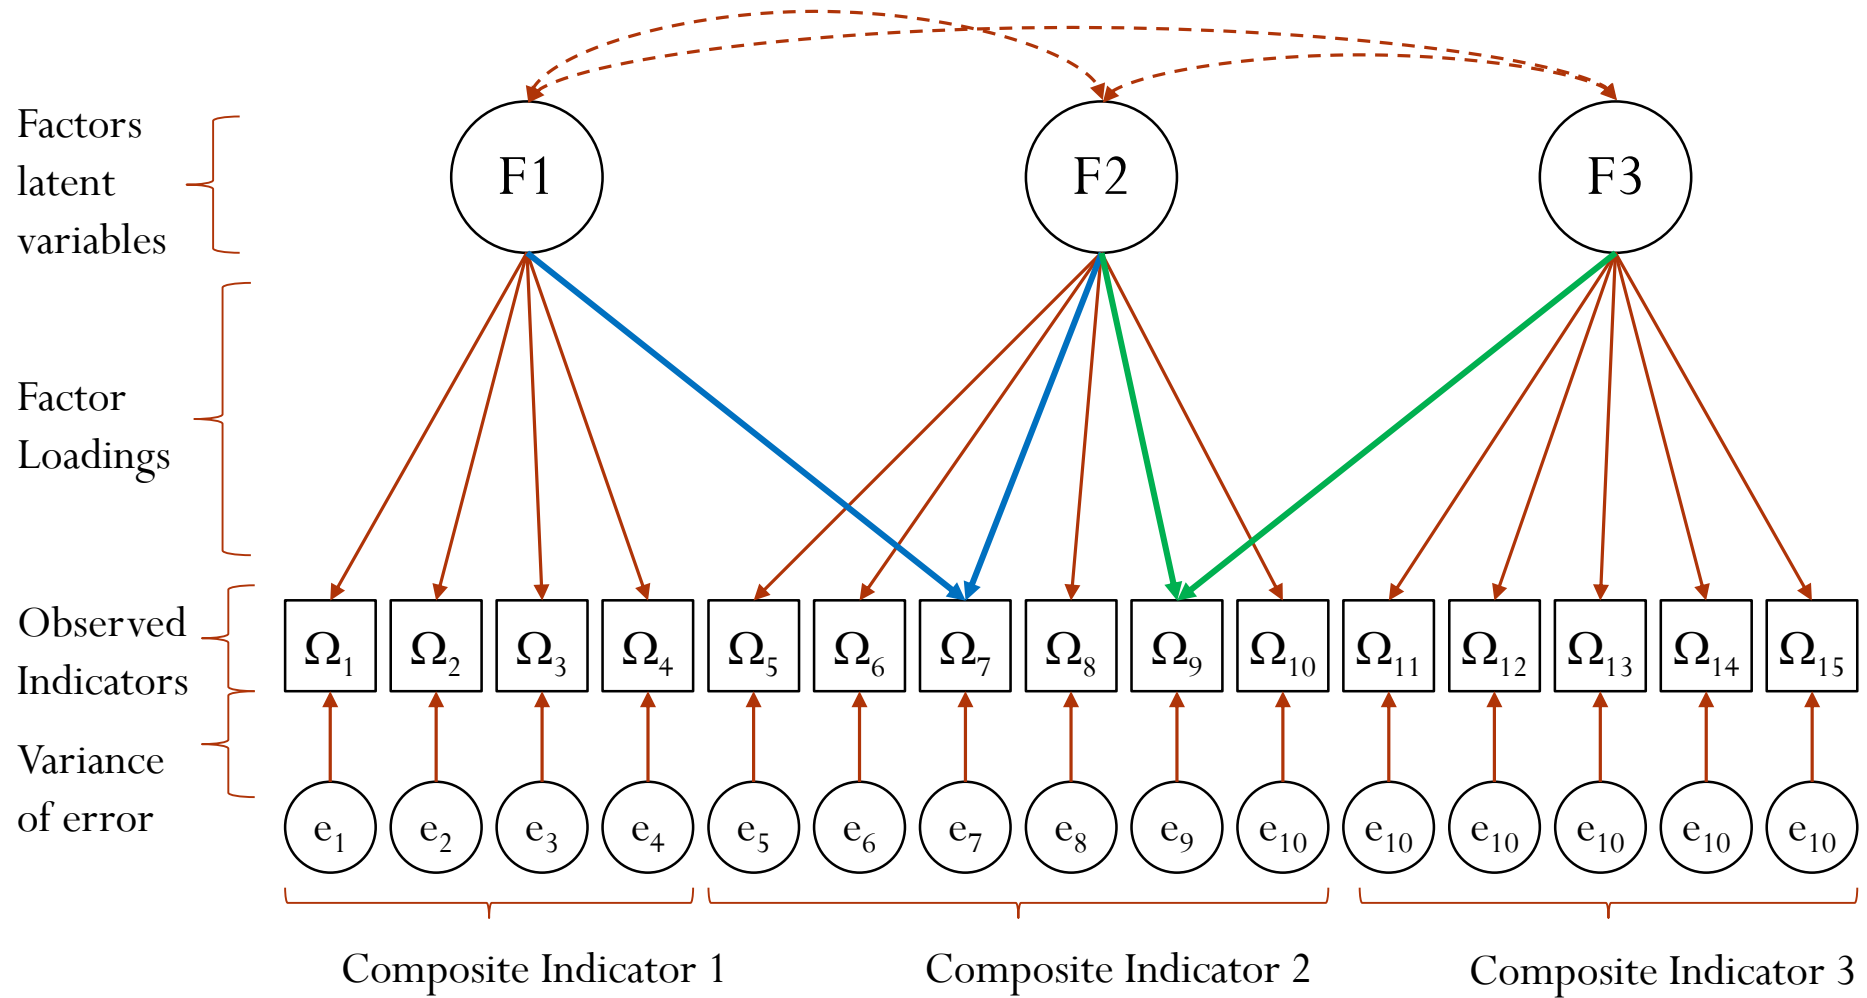 F1 F2 F3
Factors
latent
variables
Factor
Loadings
Observed
Indicators
Ω1 Ω2 Ω3 Ω4 Ω5 Ω6 Ω7 Ω8 Ω9 Ω10 Ω11 Ω12 Ω13 Ω14 Ω15
Variance
of error
e1 e2 e3 e4 e5 e6 e7 e8 e9 e10 e10 e10 e10 e10 e10
Composite Indicator 1 Composite Indicator 2 Composite Indicator 3